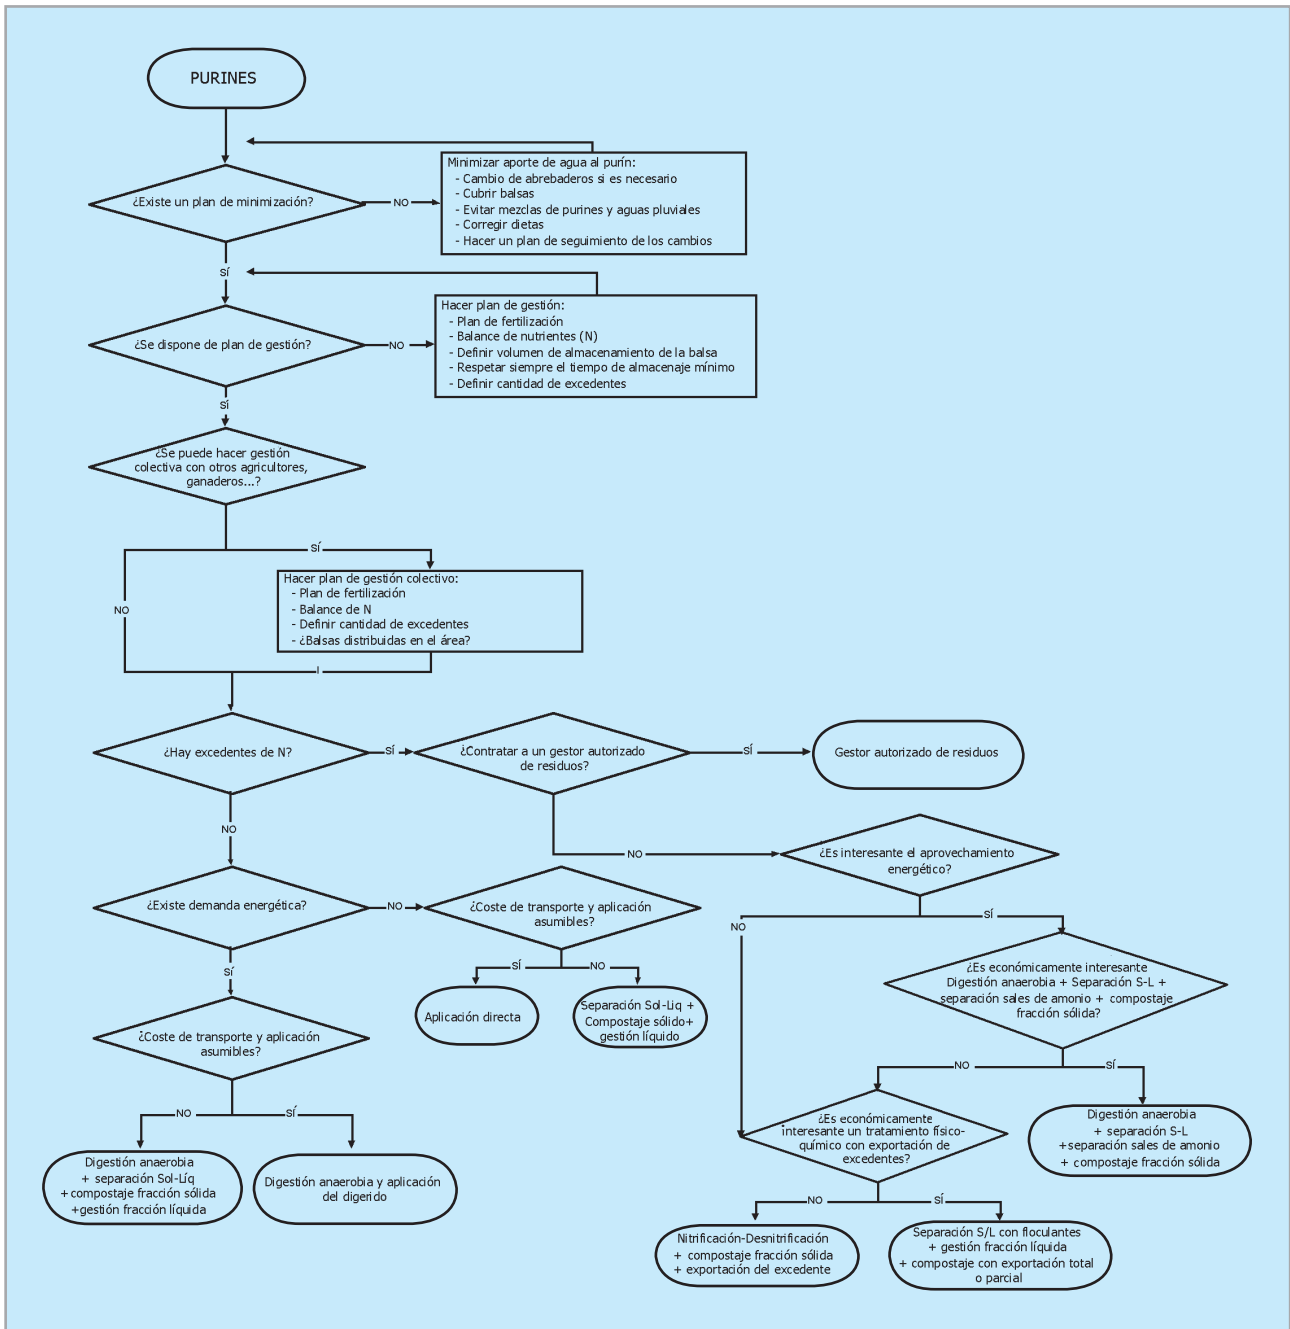 PURINES
¿Existe un plan de minimización?
NO
Minimizar aporte de agua al purín:
- Cambio de abrebaderos si es necesario
- Cubrir balsas
- Evitar mezclas de purines y aguas pluviales
- Corregir dietas
- Hacer un plan de seguimiento de los cambios
SÍ
¿Se dispone de plan de gestión?
NO
Hacer plan de gestión:
- Plan de fertilización
- Balance de nutrientes (N)
- Definir volumen de almacenamiento de la balsa
- Respetar siempre el tiempo de almacenaje mínimo
- Definir cantidad de excedentes
SÍ
¿Se puede hacer gestión
colectiva con otros agricultores,
ganaderos...?
SÍ
NO
Hacer plan de gestión colectivo:
- Plan de fertilización
- Balance de N
- Definir cantidad de excedentes
- ¿Balsas distribuidas en el área?
¿Hay excedentes de N?
SÍ
¿Contratar a un gestor autorizado
de residuos?
SÍ
Gestor autorizado de residuos
NO
NO
¿Es interesante el aprovechamiento
energético?
¿Existe demanda energética?
NO
¿Coste de transporte y aplicación
asumibles?
NO
SÍ
SÍ
SÍ
NO
¿Es económicamente interesante
Digestión anaerobia + Separación S-L +
separación sales de amonio + compostaje
fracción sólida?
Aplicación directa
Separación Sol-Liq +
Compostaje sólido+
gestión líquido
¿Coste de transporte y aplicación
asumibles?
NO
SÍ
NO
SÍ
¿Es económicamente
interesante un tratamiento físico-
químico con exportación de
excedentes?
Digestión anaerobia
+ separación S-L
+separación sales de amonio
+ compostaje fracción sólida
Digestión anaerobia
+ separación Sol-Líq
+compostaje fracción sólida
+gestión fracción líquida
Digestión anaerobia y aplicación
del digerido
NO
SÍ
Nitrificación-Desnitrificación
+ compostaje fracción sólida
+ exportación del excedente
Separación S/L con floculantes
+ gestión fracción líquida
+ compostaje con exportación total
o parcial